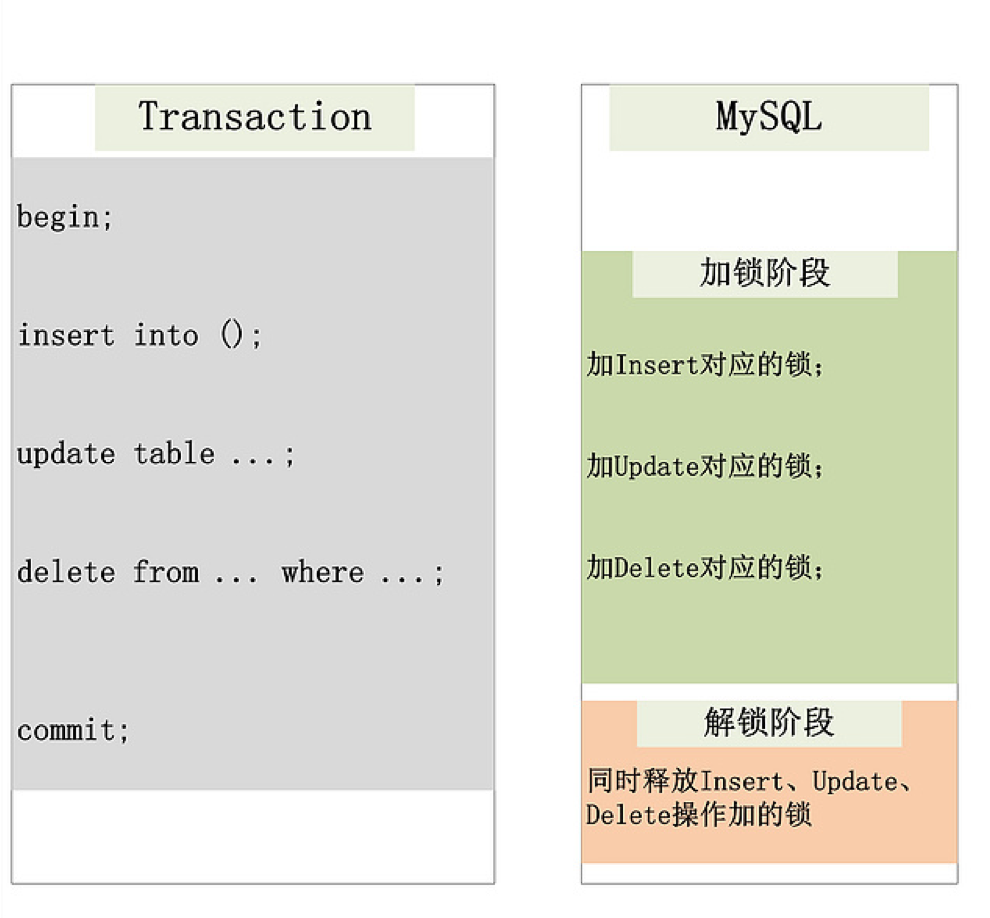 Transaction
begin;
insert into ();
update table ...;
delete from ... where ...;
commit;
MySQL
加锁阶段
加Insert对应的锁;
加Update对应的锁;
加Delete对应的锁;
解锁阶段
同时释放Insert、Update、
Delete操作加的锁